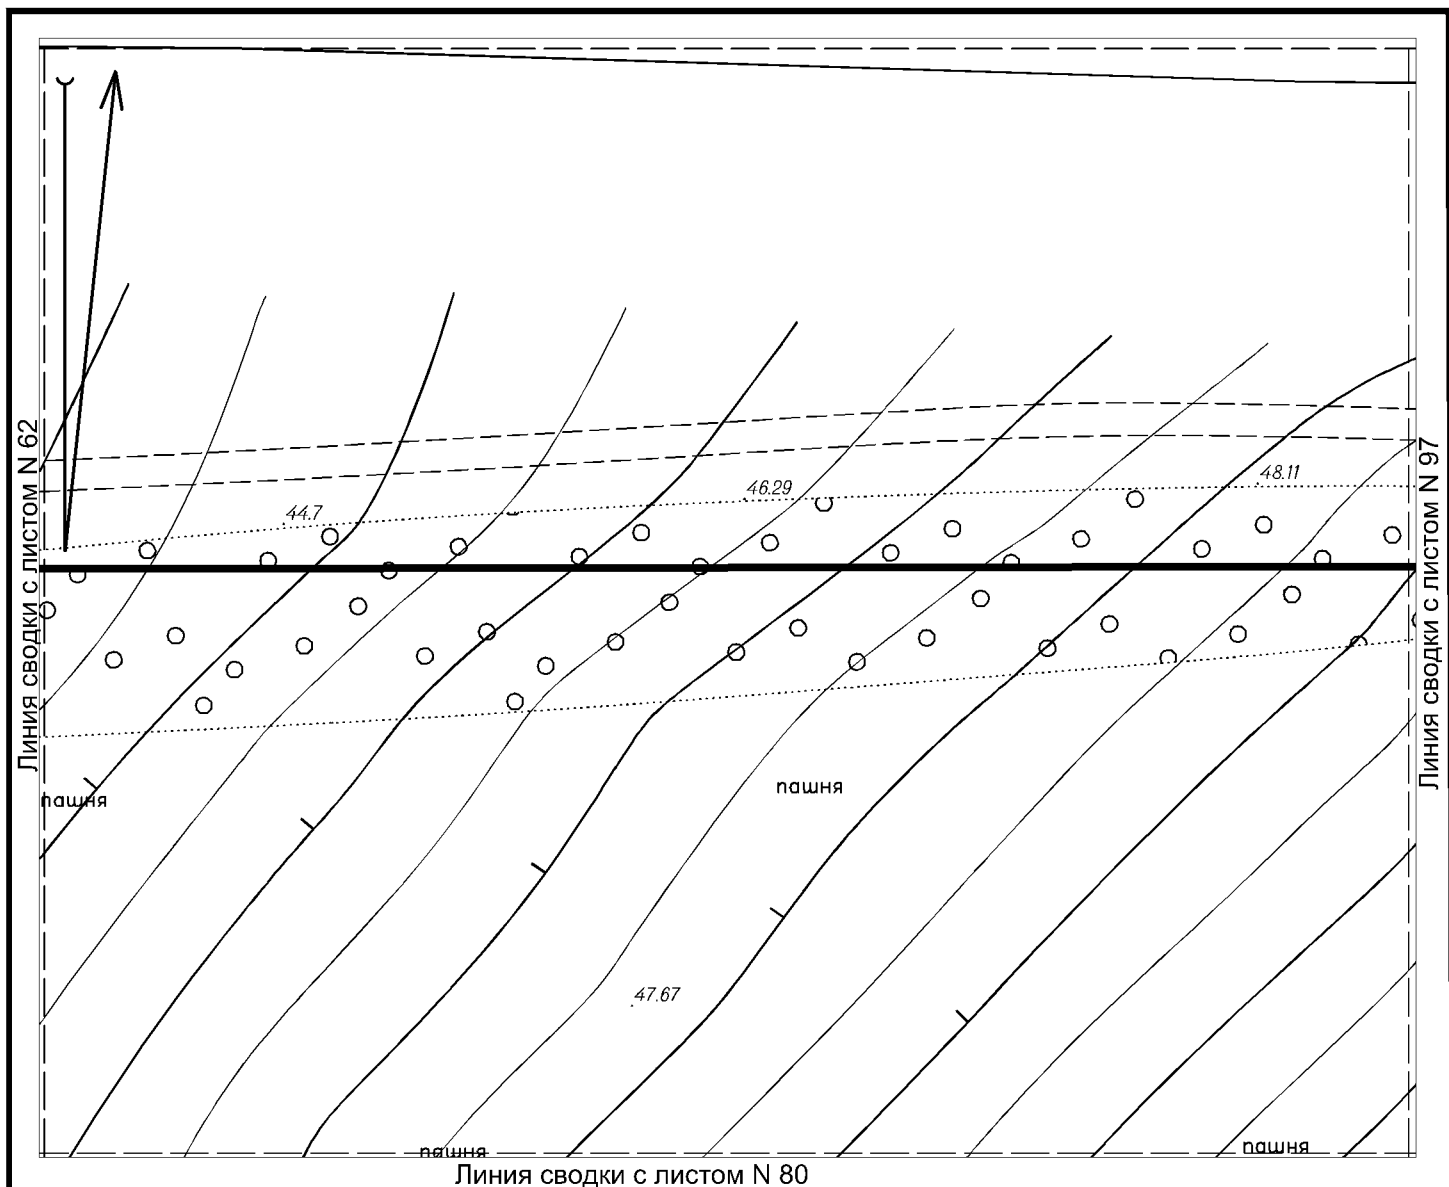 Линия сводки с листом N 62
Линия сводки с листом N 97
48.11
46.29
44.7
пашня
пашня
47.67
пашня
пашня
Линия сводки с листом N 80